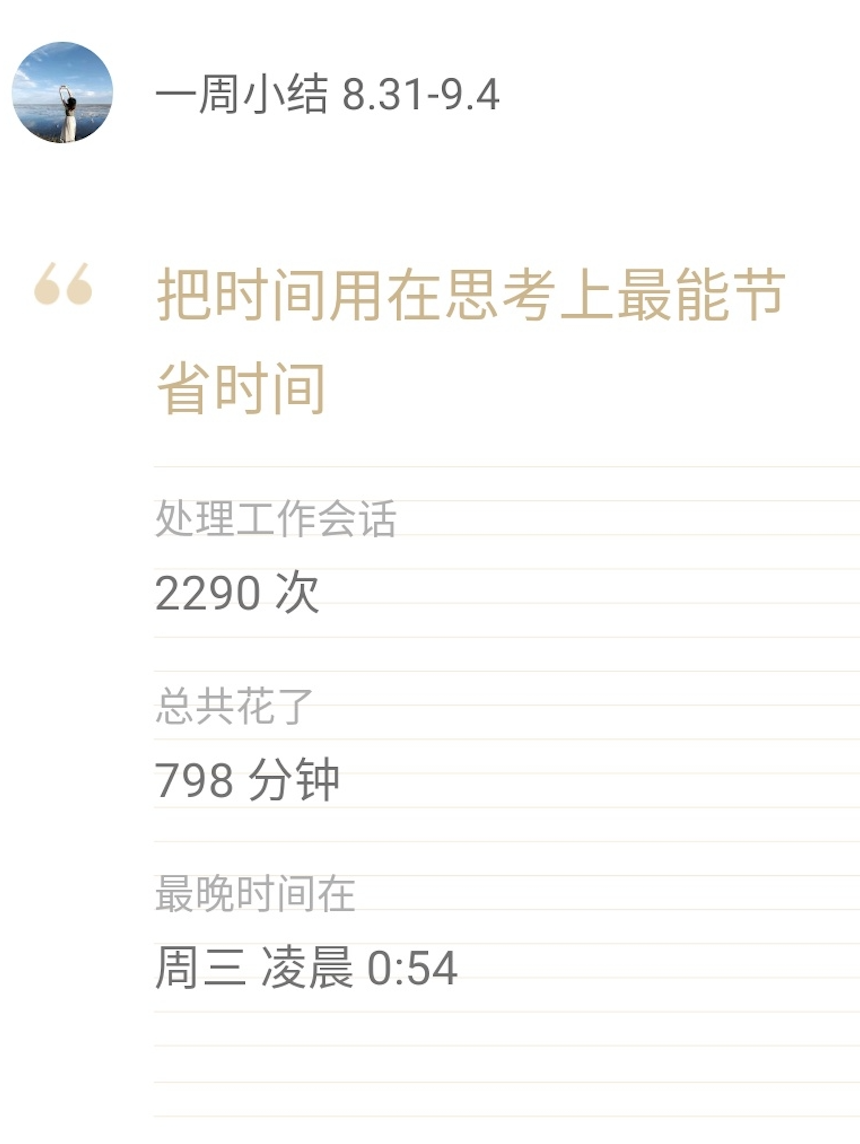 一周小结 8.31-9.4
“
把时间用在思考上最能节
省时间
处理工作会话
2290 次
总共花了
798 分钟
最晚时间在
周三 凌晨 0:54